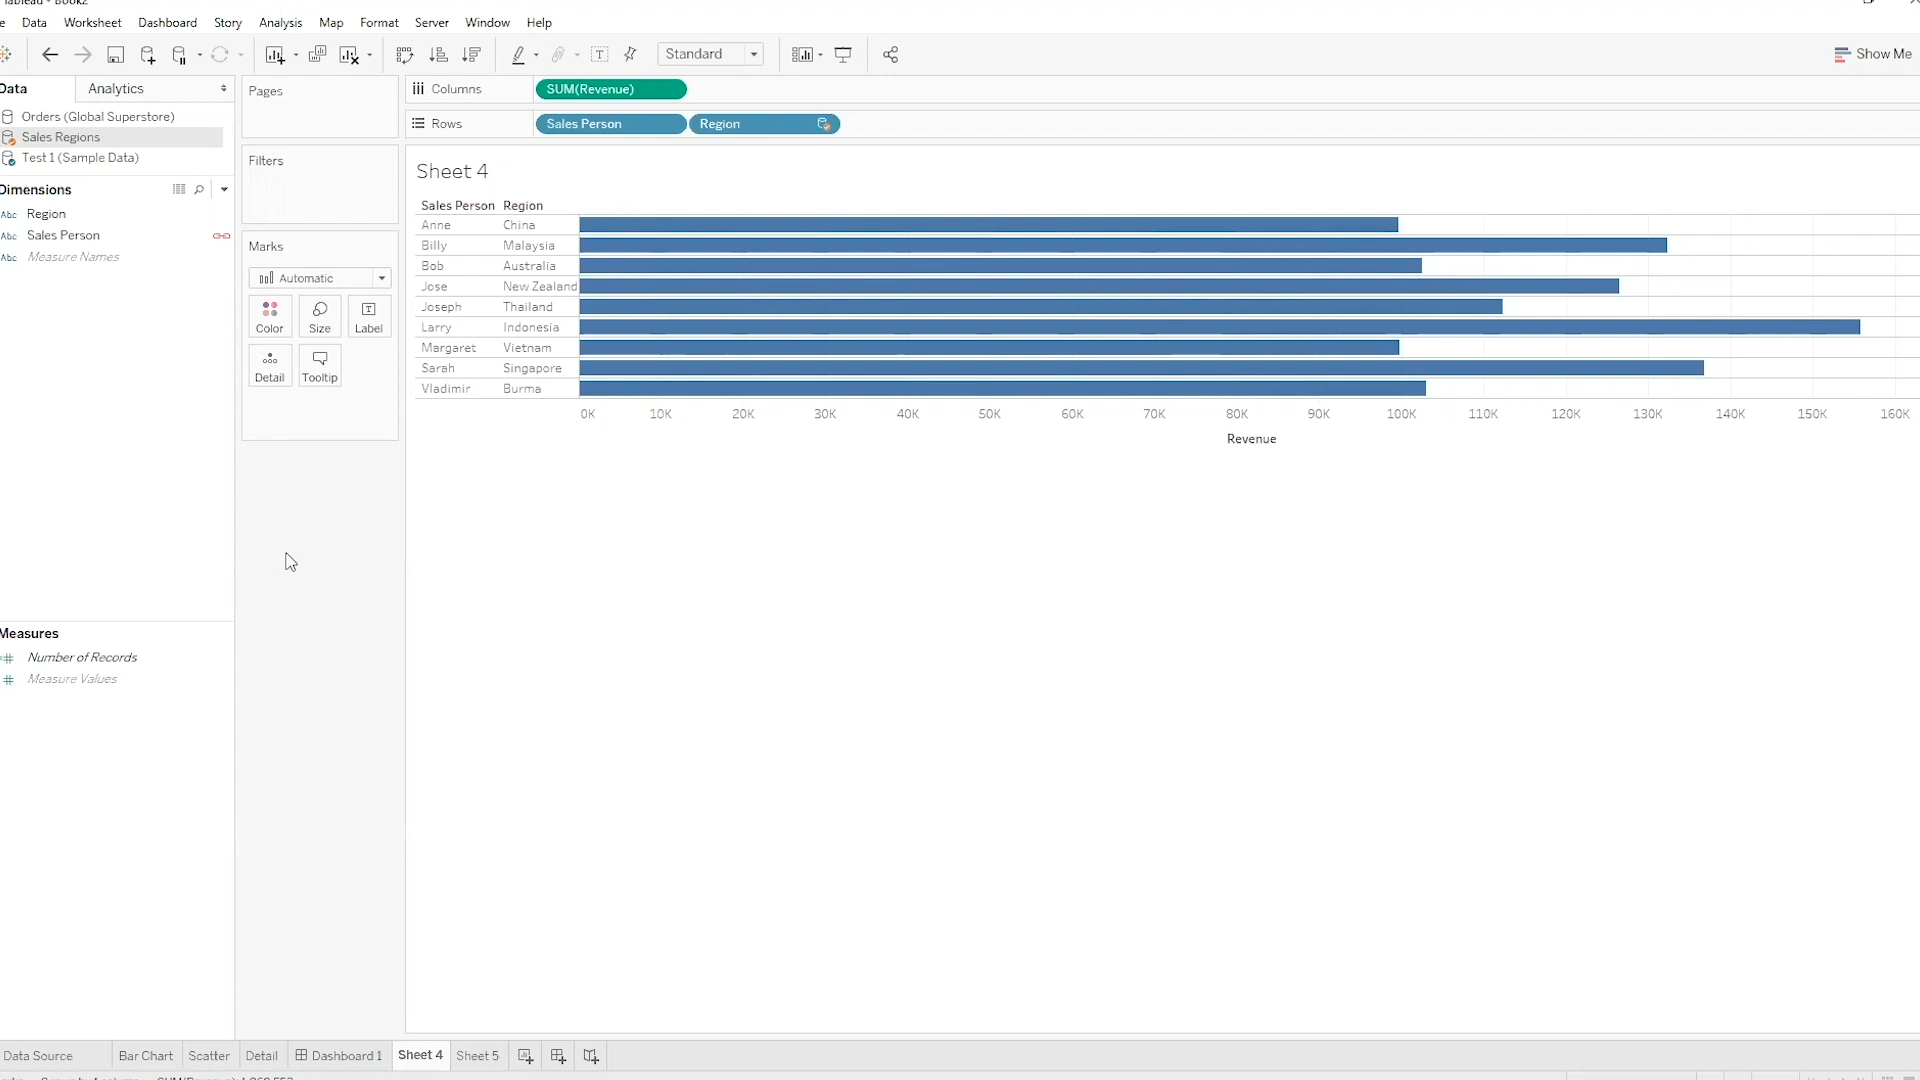 Tableau - Book2
Data Worksheet Dashboard Story Analysis Map Format Server Window Help
Standard
Show Me
Data Analytics
Pages
Columns SUM(Revenue)
Orders (Global Superstore)
Sales Regions
Test 1 (Sample Data)
Rows Sales Person Region
Filters
Sheet 4
Dimensions
Abc Region
Abc Sales Person
Abc Measure Names
Marks
Automatic
Color Size Label
Detail Tooltip
Sales Person Region
Anne China
Billy Malaysia
Bob Australia
Jose New Zealand
Joseph Thailand
Larry Indonesia
Margaret Vietnam
Sarah Singapore
Vladimir Burma
0K 10K 20K 30K 40K 50K 60K 70K 80K 90K 100K 110K 120K 130K 140K 150K 160K
Revenue
Measures
Number of Records
Measure Values
Data Source Bar Chart Scatter Detail Dashboard 1 Sheet 4 Sheet 5